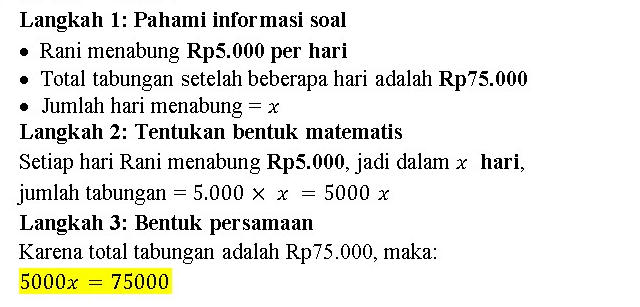 Langkah 1: Pahami informasi soal
• Rani menabung Rp5.000 per hari
• Total tabungan setelah beberapa hari adalah Rp75.000
• Jumlah hari menabung = x
Langkah 2: Tentukan bentuk matematis
Setiap hari Rani menabung Rp5.000, jadi dalam x hari,
jumlah tabungan = 5.000 × x = 5000 x
Langkah 3: Bentuk persamaan
Karena total tabungan adalah Rp75.000, maka:
5000x = 75000